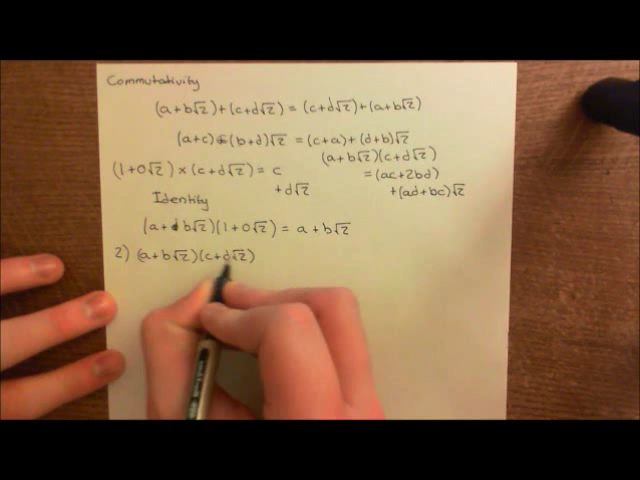 Commutativity
(a+b√2)+(c+d√2) = (c+d√2)+(a+b√2)
(a+c)+(b+d)√2 = (c+a)+(d+b)√2
(a+b√2)(c+d√2)
(1+0√2)×(c+d√2) = c
+d√2
=(ac+2bd)
+(ad+bc)√2
Identity
(a+b√2)(1+0√2) = a+b√2
2) (a+b√2)(c+d√2)